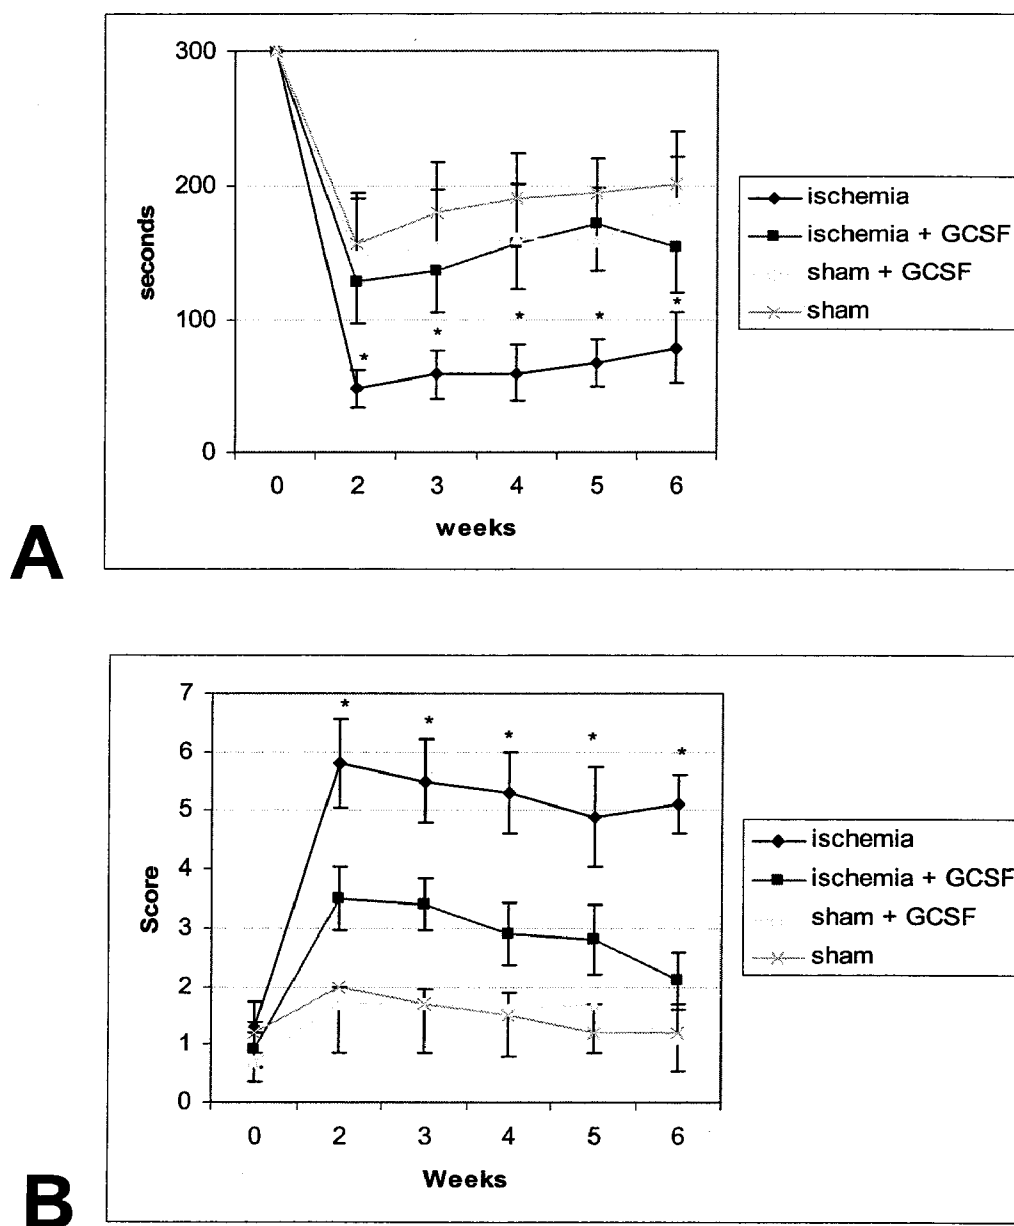 300
200
100
0
seconds
0 2 3 4 5 6
weeks
* * * * *
ischemia
ischemia + GCSF
sham + GCSF
sham
A
7
6
5
4
3
2
1
0
Score
0 2 3 4 5 6
Weeks
* * * * *
ischemia
ischemia + GCSF
sham + GCSF
sham
B